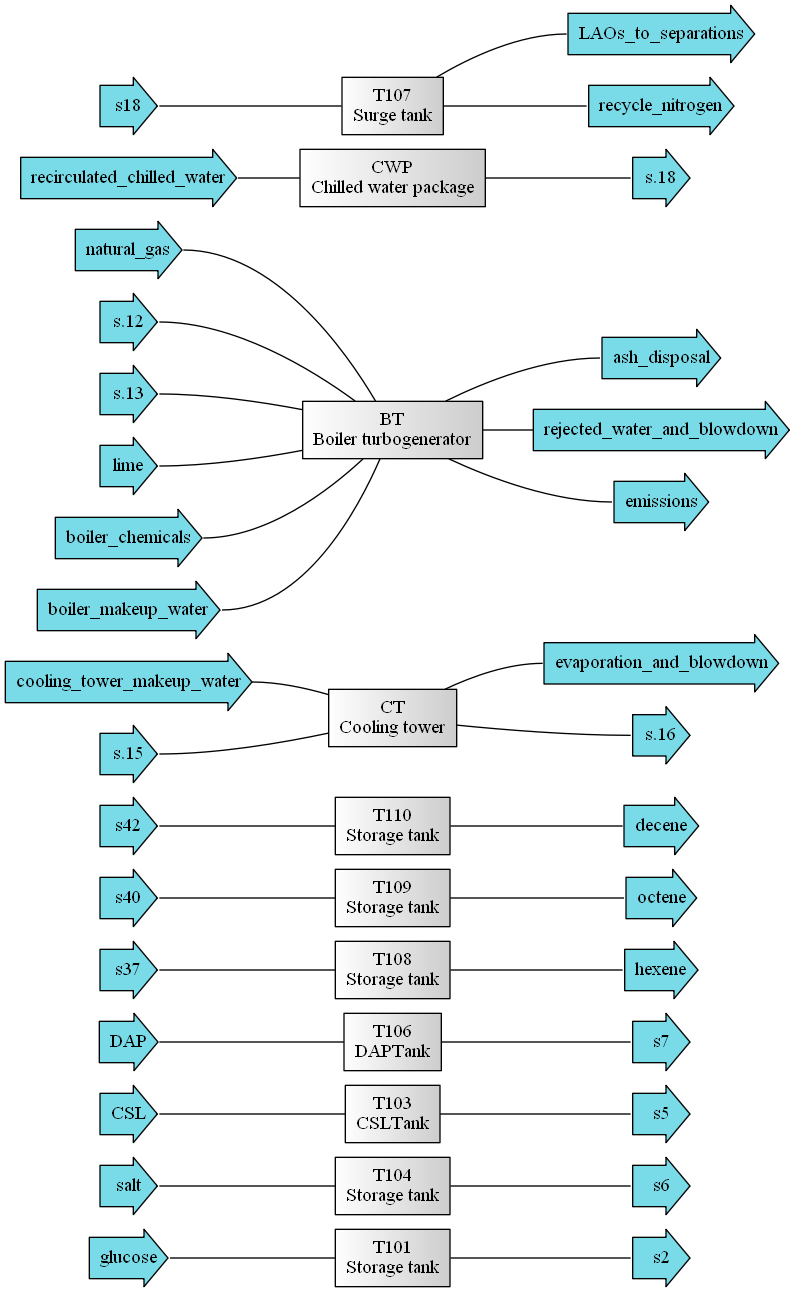 LAOs_to_separations
s18
T107
Surge tank
recycle_nitrogen
recirculated_chilled_water
CWP
Chilled water package
s.18
natural_gas
s.12
s.13
lime
boiler_chemicals
boiler_makeup_water
BT
Boiler turbogenerator
ash_disposal
rejected_water_and_blowdown
emissions
cooling_tower_makeup_water
s.15
CT
Cooling tower
evaporation_and_blowdown
s.16
s42
T110
Storage tank
decene
s40
T109
Storage tank
octene
s37
T108
Storage tank
hexene
DAP
T106
DAPTank
s7
CSL
T103
CSLTank
s5
salt
T104
Storage tank
s6
glucose
T101
Storage tank
s2